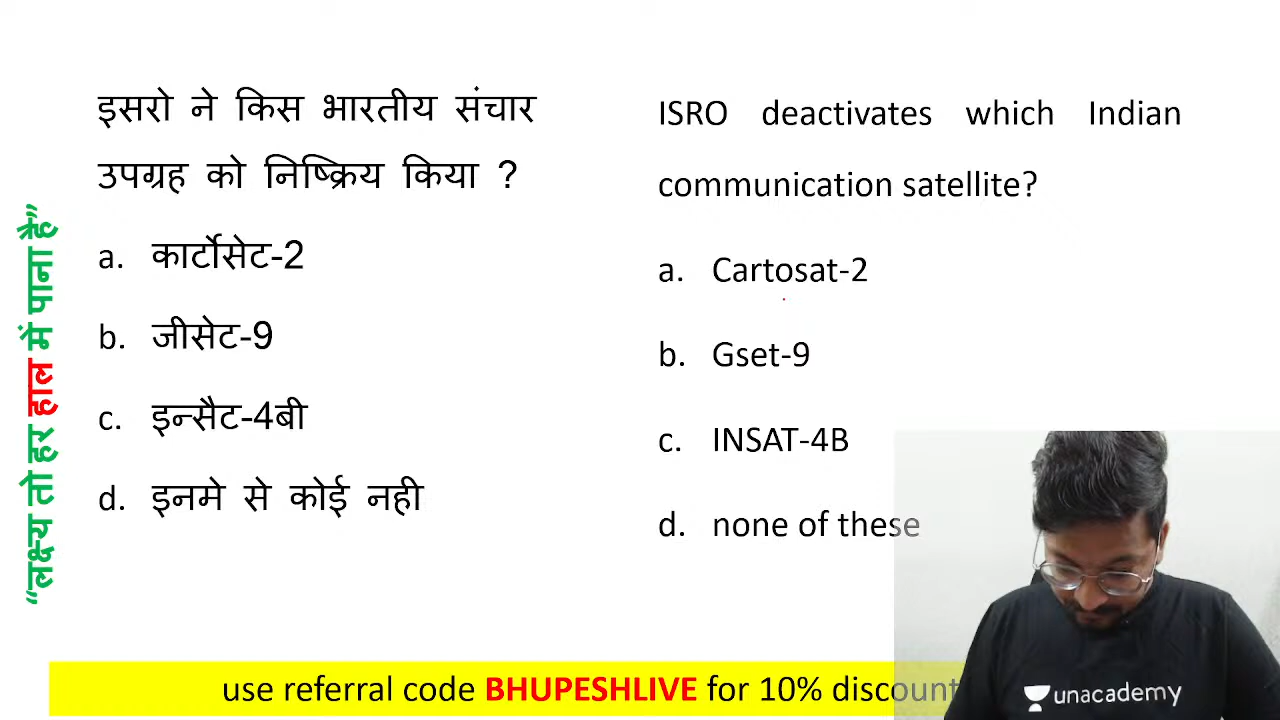 “लक्ष्य तो हर हाल में पाना है”
इसरो ने किस भारतीय संचार
उपग्रह को निष्क्रिय किया ?
a. कार्टोसेट-2
b. जीसेट-9
c. इन्सैट-4बी
d. इनमे से कोई नही
ISRO deactivates which Indian
communication satellite?
a. Cartosat-2
b. Gset-9
c. INSAT-4B
d. none of these
use referral code BHUPESHLIVE for 10% discount
unacademy